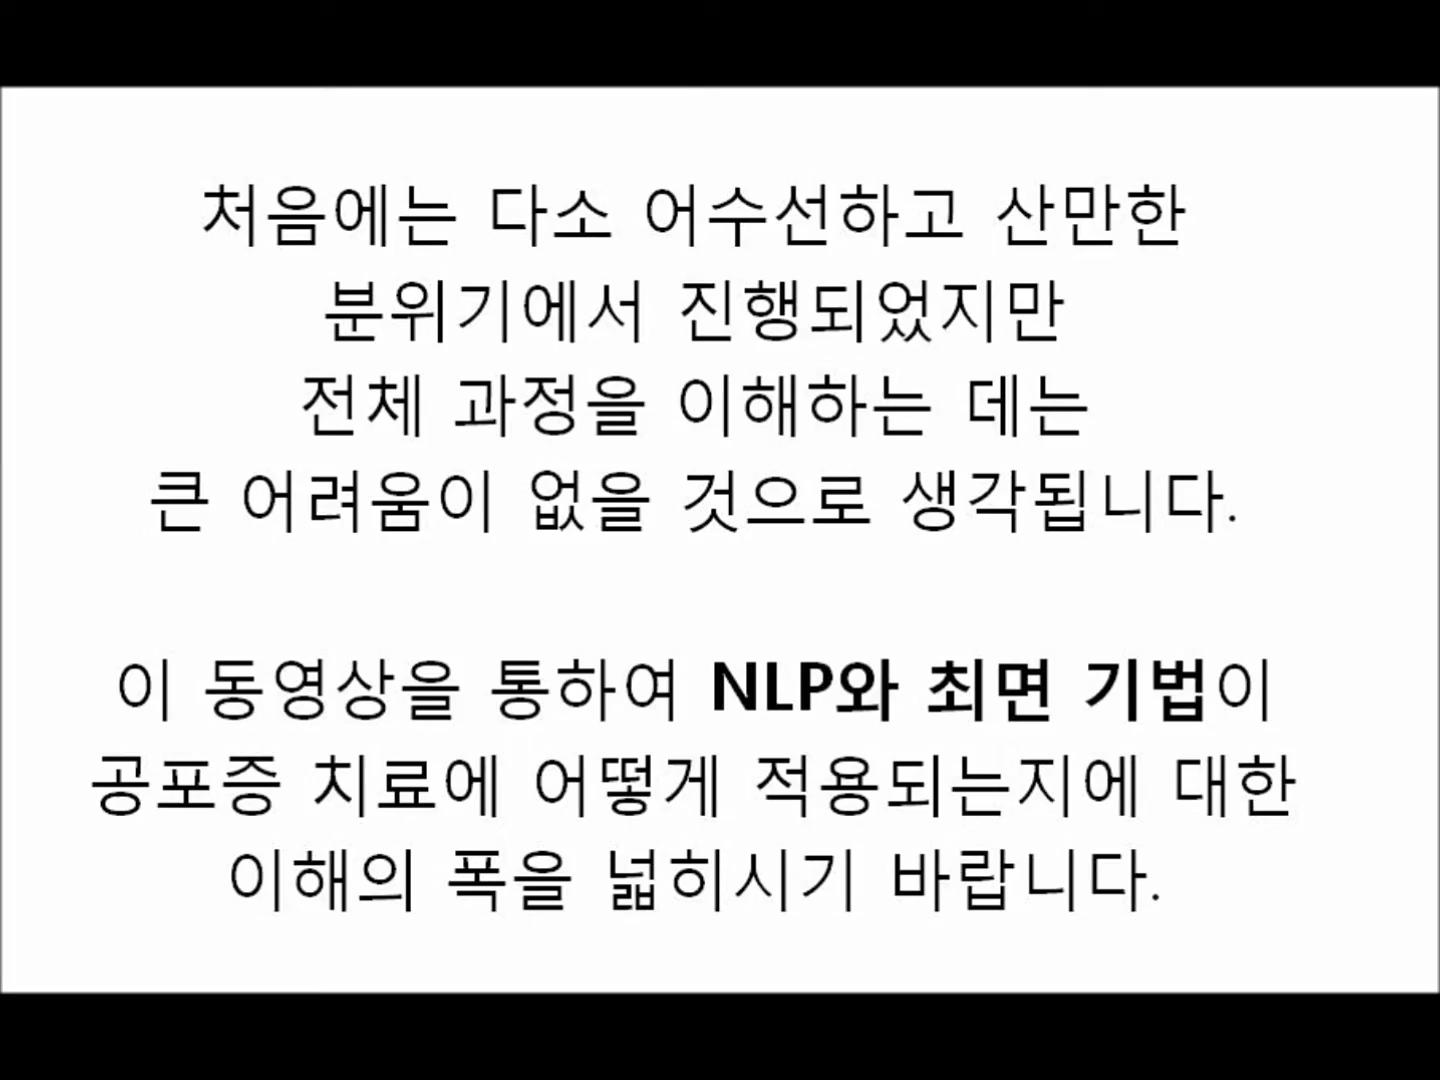 처음에는 다소 어수선하고 산만한
분위기에서 진행되었지만
전체 과정을 이해하는 데는
큰 어려움이 없을 것으로 생각됩니다.
이 동영상을 통하여 NLP와 최면 기법이
공포증 치료에 어떻게 적용되는지에 대한
이해의 폭을 넓히시기 바랍니다.